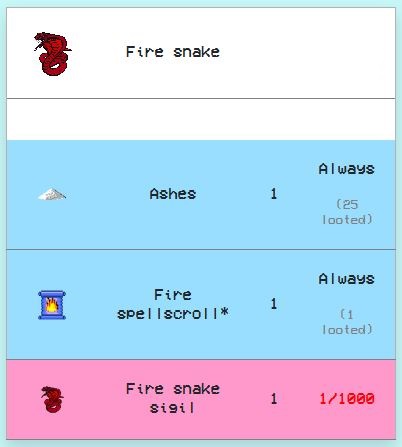 Fire snake
Ashes 1 Always
(25
looted)
Fire
spellscroll* 1 Always
(1
looted)
Fire snake
sigil 1 1/1000